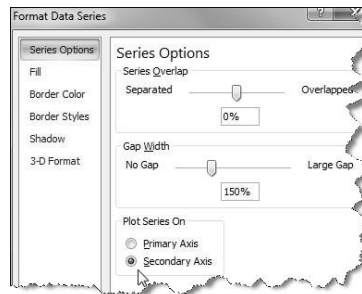 Format Data Series
Series Options
Fill
Border Color
Border Styles
Shadow
3-D Format
Series Options
Series Overlap
Separated Overlapped
0%
Gap Width
No Gap Large Gap
150%
Plot Series On
Primary Axis
Secondary Axis